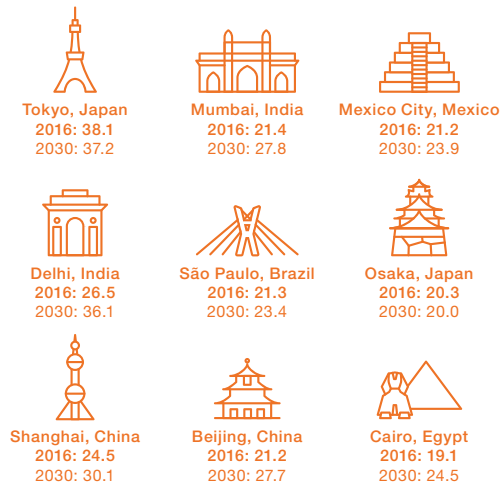 Tokyo, Japan
2016: 38.1
2030: 37.2
Mumbai, India
2016: 21.4
2030: 27.8
Mexico City, Mexico
2016: 21.2
2030: 23.9
Delhi, India
2016: 26.5
2030: 36.1
São Paulo, Brazil
2016: 21.3
2030: 23.4
Osaka, Japan
2016: 20.3
2030: 20.0
Shanghai, China
2016: 24.5
2030: 30.1
Beijing, China
2016: 21.2
2030: 27.7
Cairo, Egypt
2016: 19.1
2030: 24.5